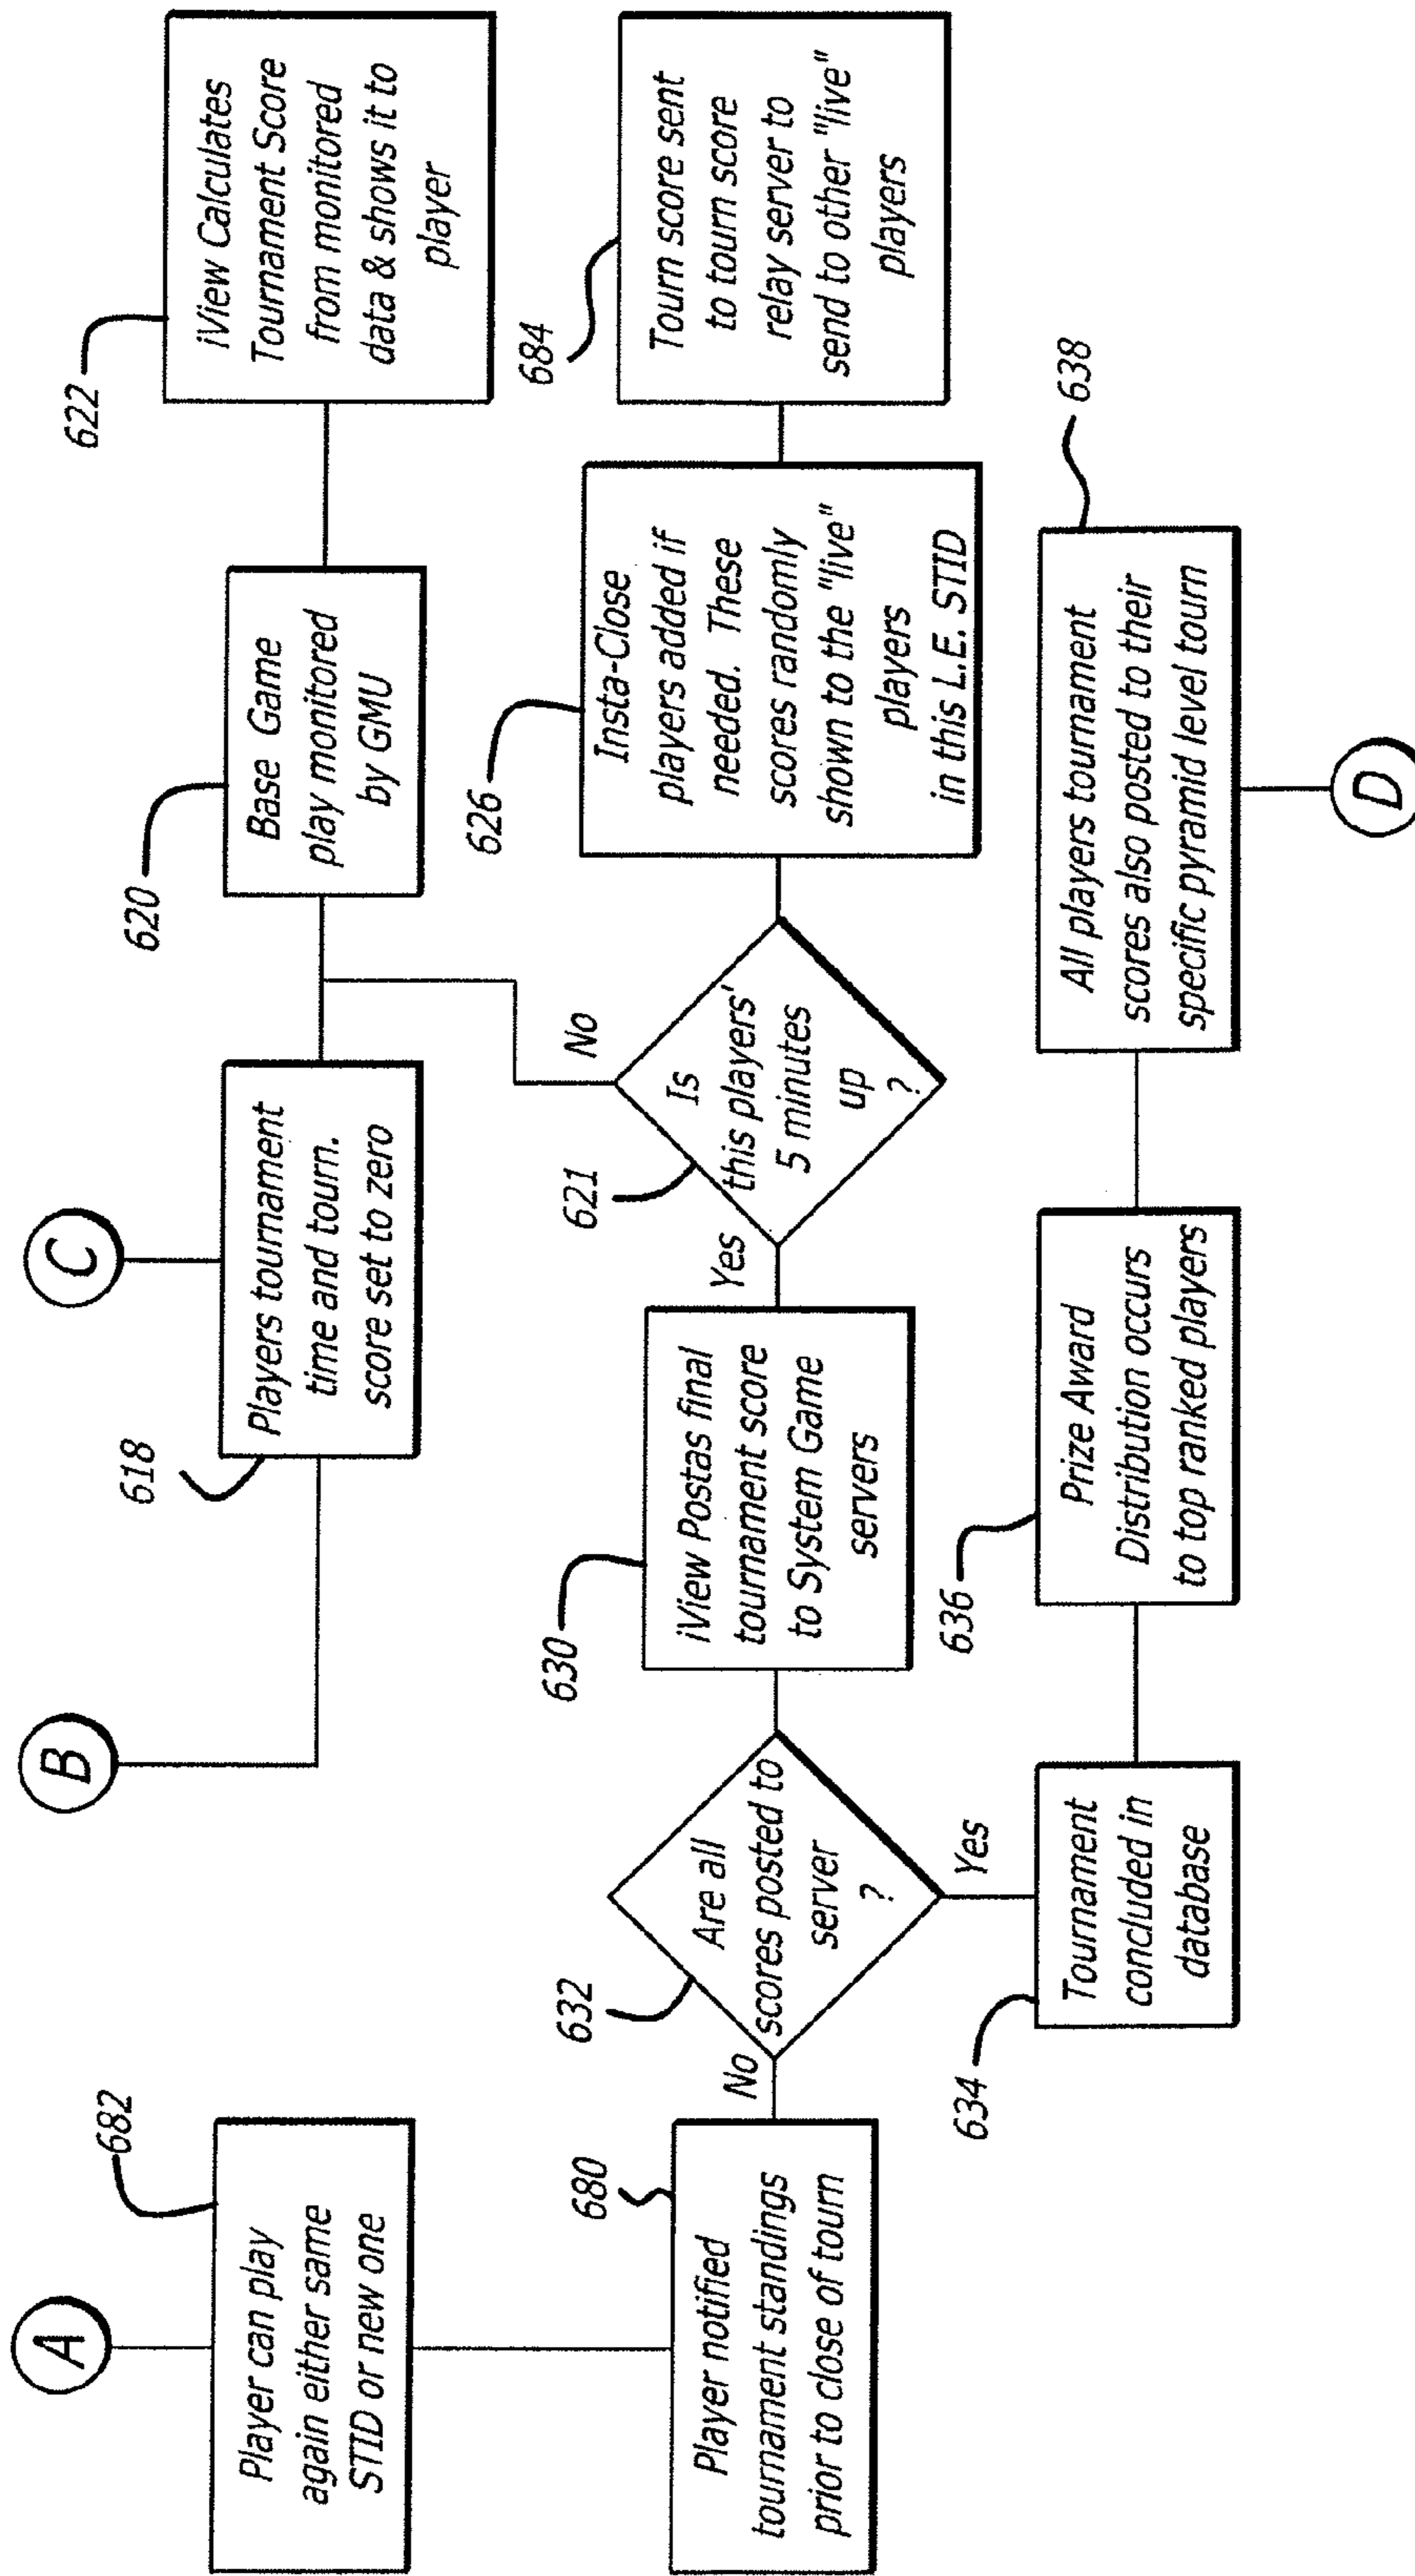 A
B
C
682
Player can play
again either same
STID or new one
618
Players tournament
time and tourn.
score set to zero
620
Base Game
play monitored
by GMU
622
iView Calculates
Tournament Score
from monitored
data & shows it to
player
680
Player notified
tournament standings
prior to close of tourn
No
632
Are all
scores posted to
server
?
Yes
630
iView Postas final
tournament score
to System Game
servers
Yes
621
Is
this players'
5 minutes
up
?
No
626
Insta-Close
players added if
needed. These
scores randomly
shown to the "live"
players
in this L.E. STID
684
Tourn score sent
to tourn score
relay server to
send to other "live"
players
634
Tournament
concluded in
database
636
Prize Award
Distribution occurs
to top ranked players
638
All players tournament
scores also posted to their
specific pyramid level tourn
D